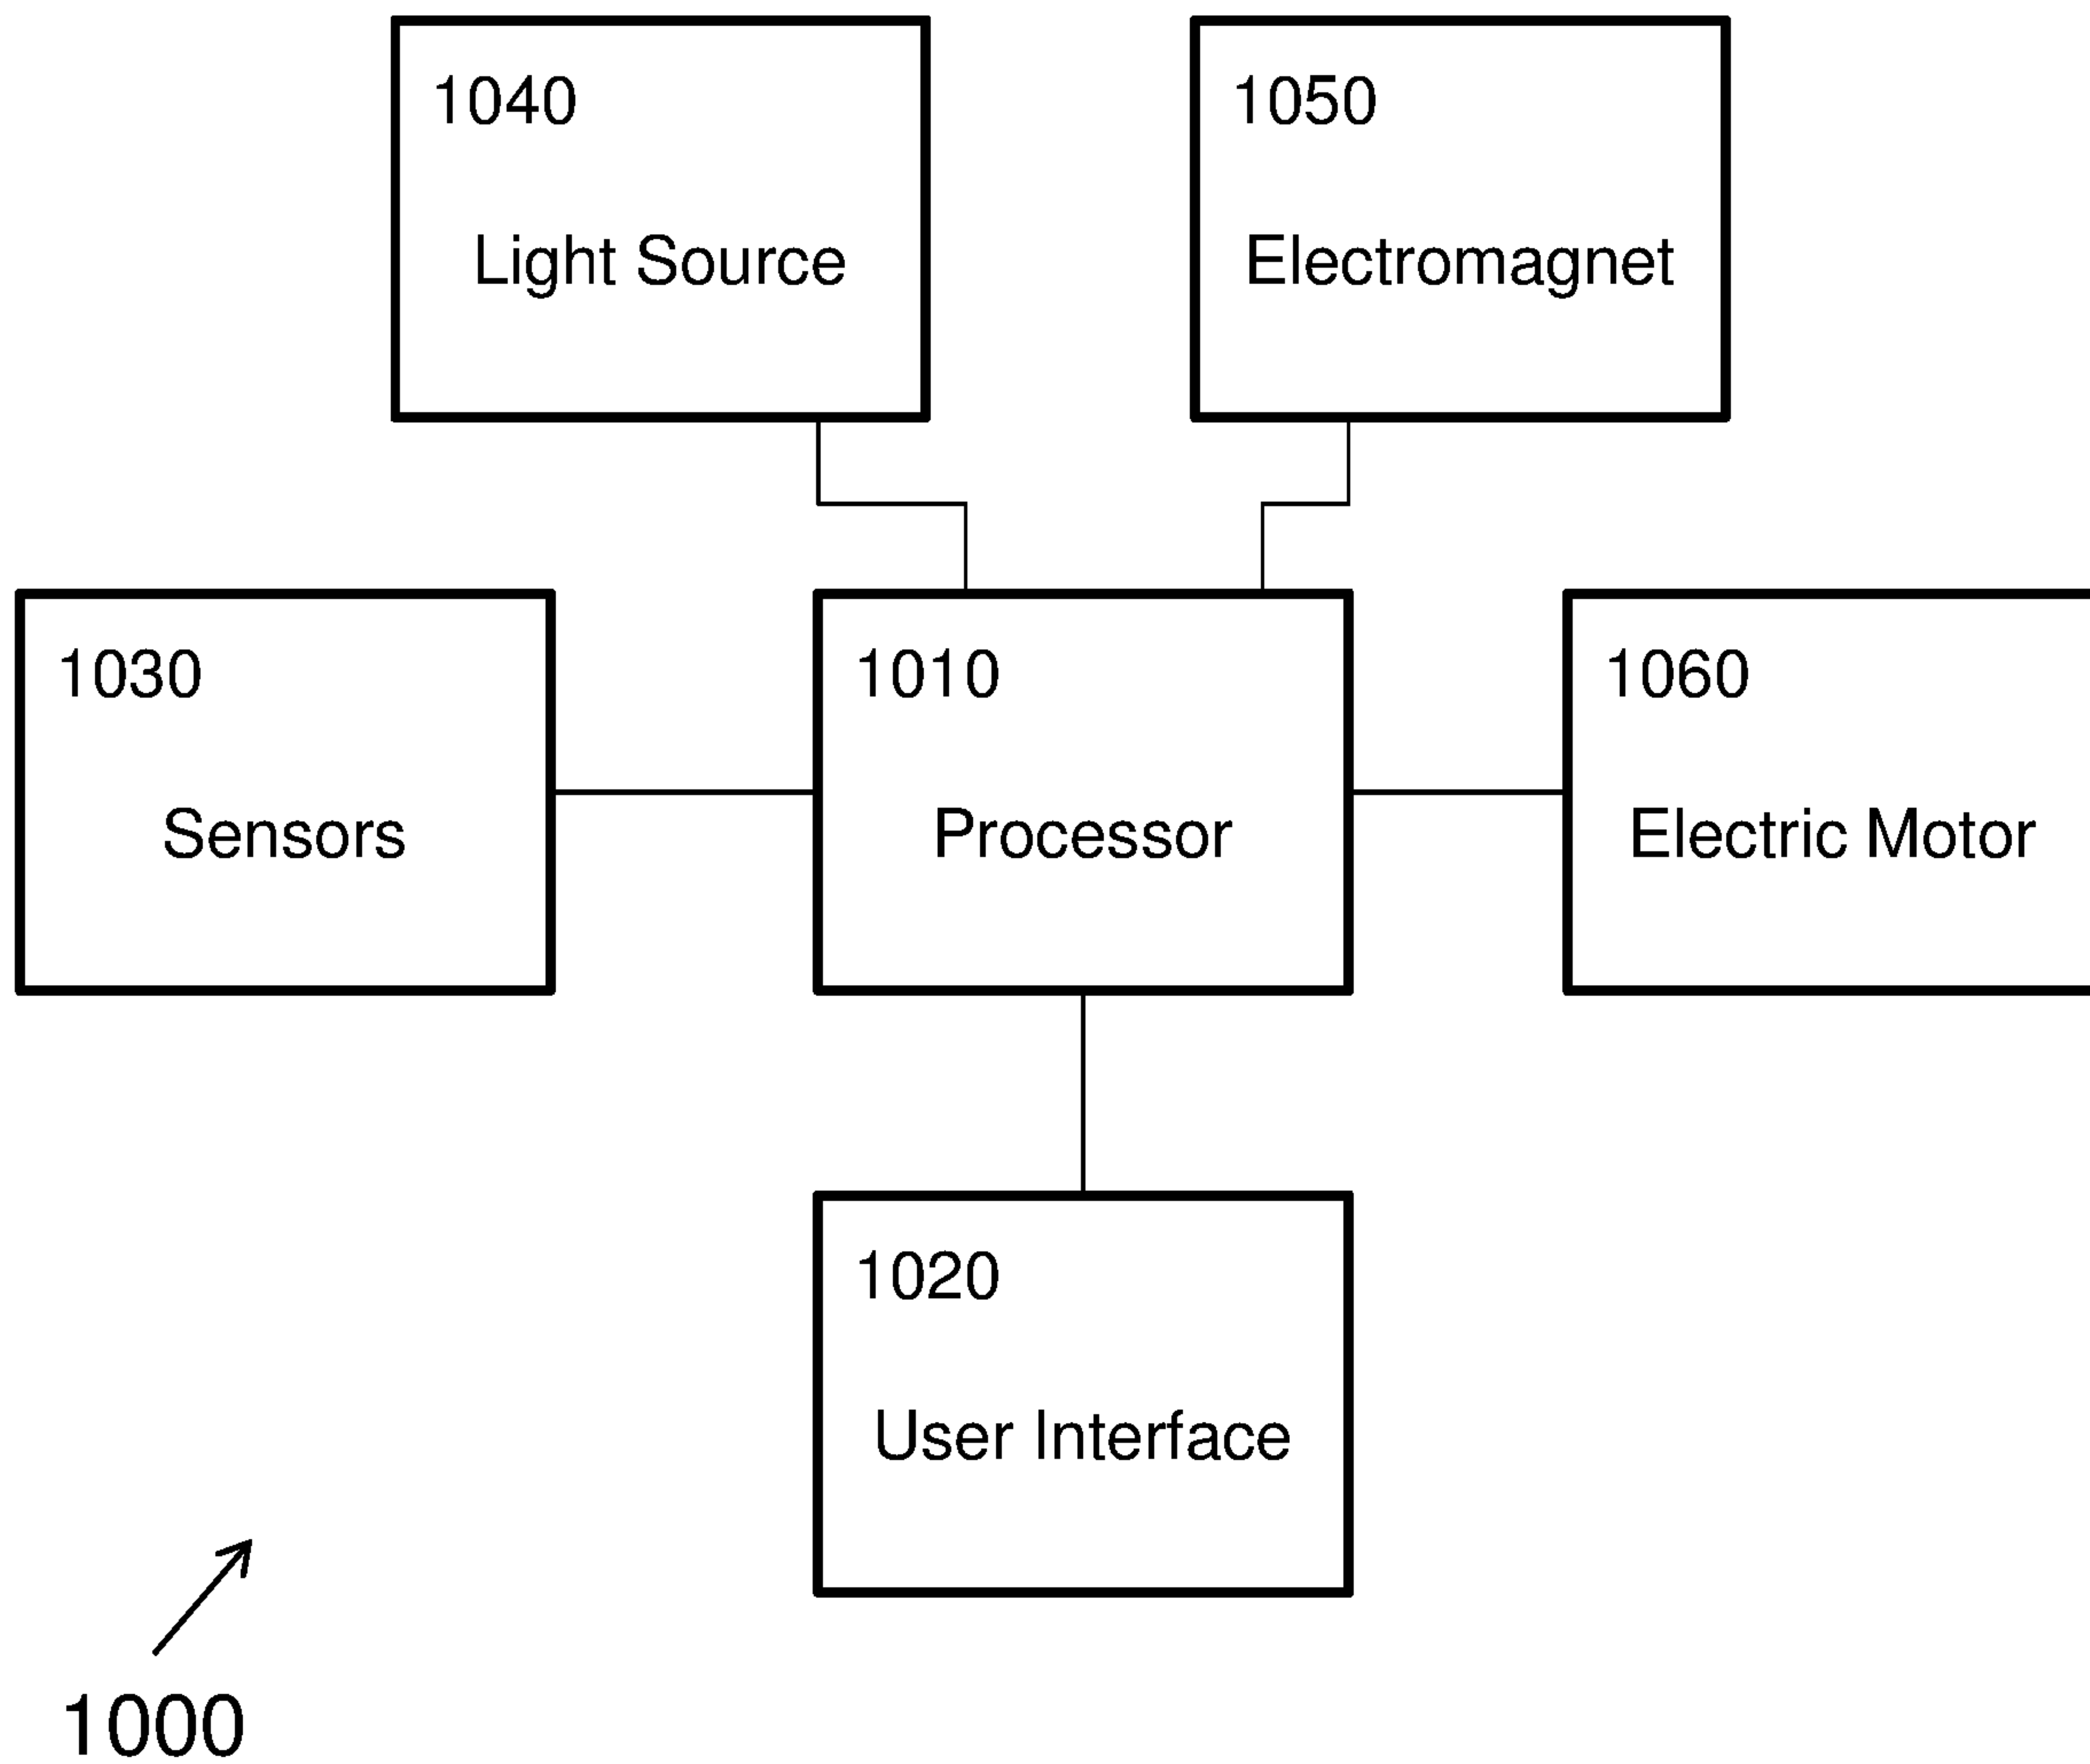 1040
Light Source
1050
Electromagnet
1030
Sensors
1010
Processor
1060
Electric Motor
1020
User Interface
1000